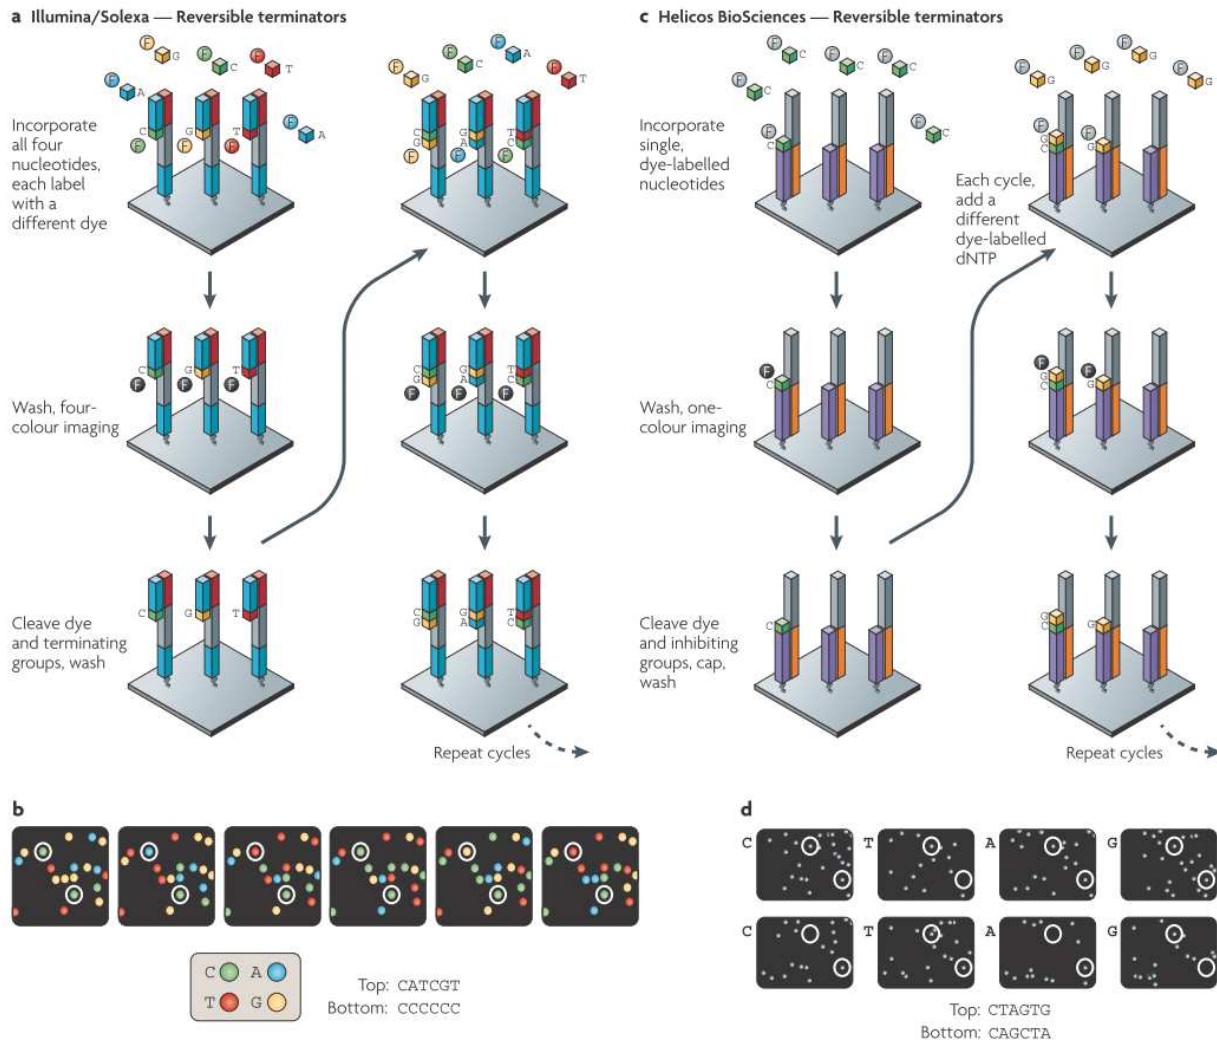 a Illumina/Solexa — Reversible terminators
F G
F C
F T
F A
F A
C G T
F F F
Incorporate
all four
nucleotides,
each label
with a
different dye
F G
F C
F A
F T
C G T
G A C
F F F
Wash, four-
colour imaging
C G T
F F F
C G T
G A C
F F F
Cleave dye
and terminating
groups, wash
C G T
C G T
G A C
Repeat cycles
c Helicos BioSciences — Reversible terminators
F C
F C
F C
F C
F C
F
C
Incorporate
single,
dye-labelled
nucleotides
Each cycle,
add a
different
dye-labelled
dNTP
F G
F G
F G
F G
F F
G G
C
Wash, one-
colour imaging
F
C
F F
G G
C
Cleave dye
and inhibiting
groups, cap,
wash
C
G G
C
Repeat cycles
b
C A
T G
Top: CATCGT
Bottom: CCCCCC
d
C T A G
C T A G
Top: CTAGTG
Bottom: CAGCTA